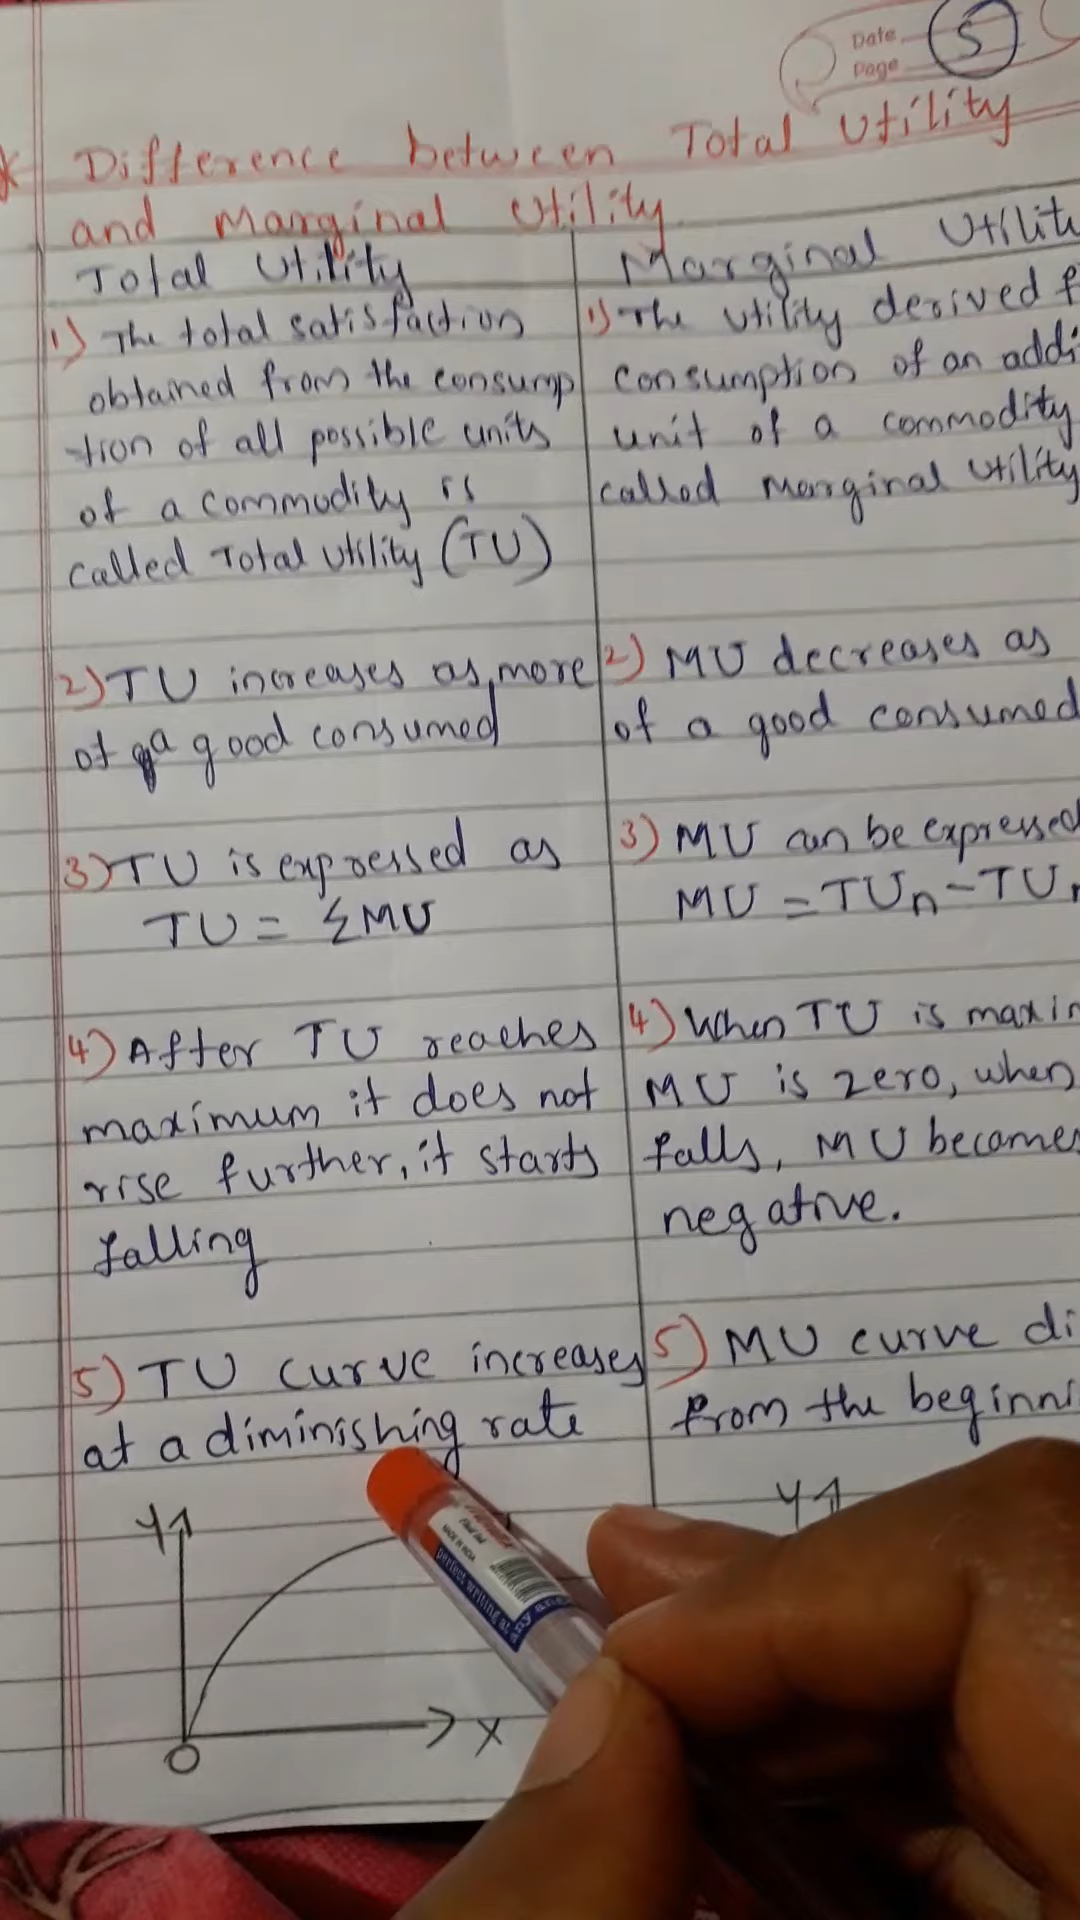 Date
Page
5
Difference between Total Utility
and Marginal Utility
Total Utility
1) The total satisfaction
obtained from the consump
-tion of all possible units
of a commodity is
called Total Utility (TU)
2) TU increases as more
of a good consumed
3) TU is expressed as
TU = ΣMU
4) After TU reaches
maximum it does not
rise further, it starts
falling
5) TU curve increases
at a diminishing rate
Y
O
X
Marginal
1) The utility derived
consumption of an
unit of a commodity
called Marginal Utility
2) MU decreases as
of a good consumed
3) MU can be expressed
MU = TUn - TU
4) When TU is
MU is zero, when
falls, MU becomes
negative.
5) MU curve
from the
Y
MADE IN INDIA
perfect writing